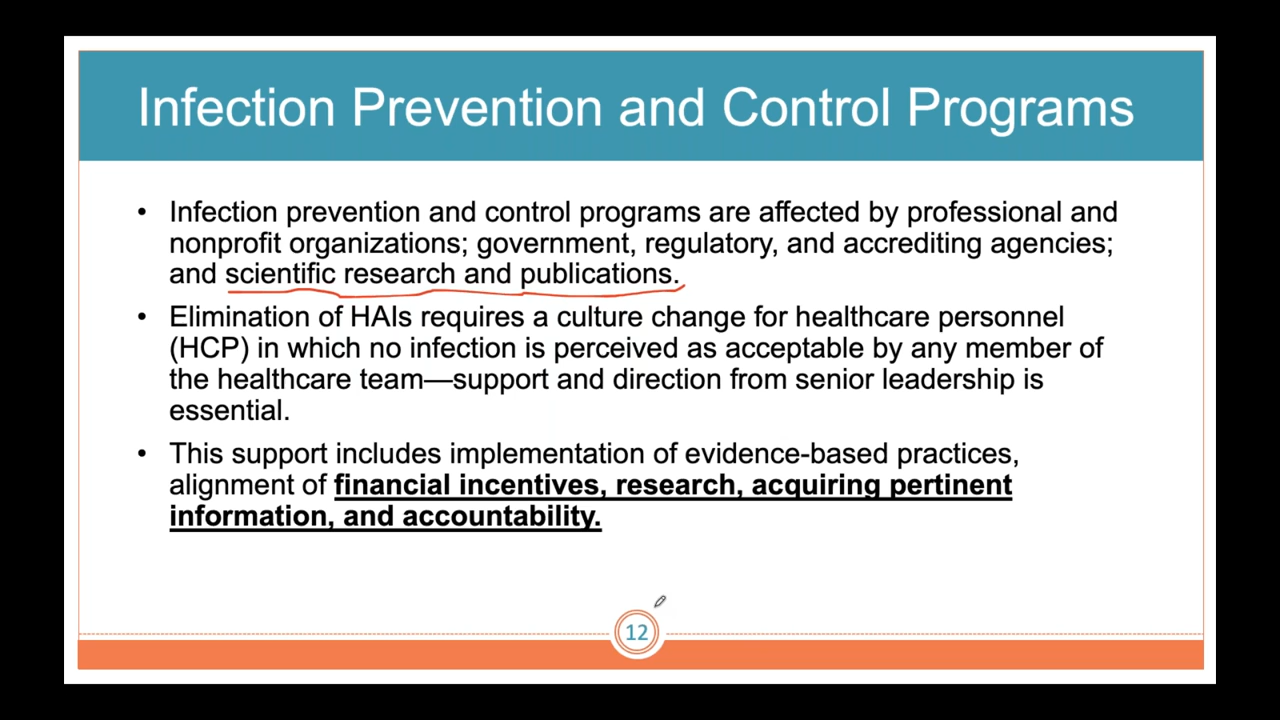 Infection Prevention and Control Programs
• Infection prevention and control programs are affected by professional and
nonprofit organizations; government, regulatory, and accrediting agencies;
and scientific research and publications.
• Elimination of HAIs requires a culture change for healthcare personnel
(HCP) in which no infection is perceived as acceptable by any member of
the healthcare team—support and direction from senior leadership is
essential.
• This support includes implementation of evidence-based practices,
alignment of financial incentives, research, acquiring pertinent
information, and accountability.
12